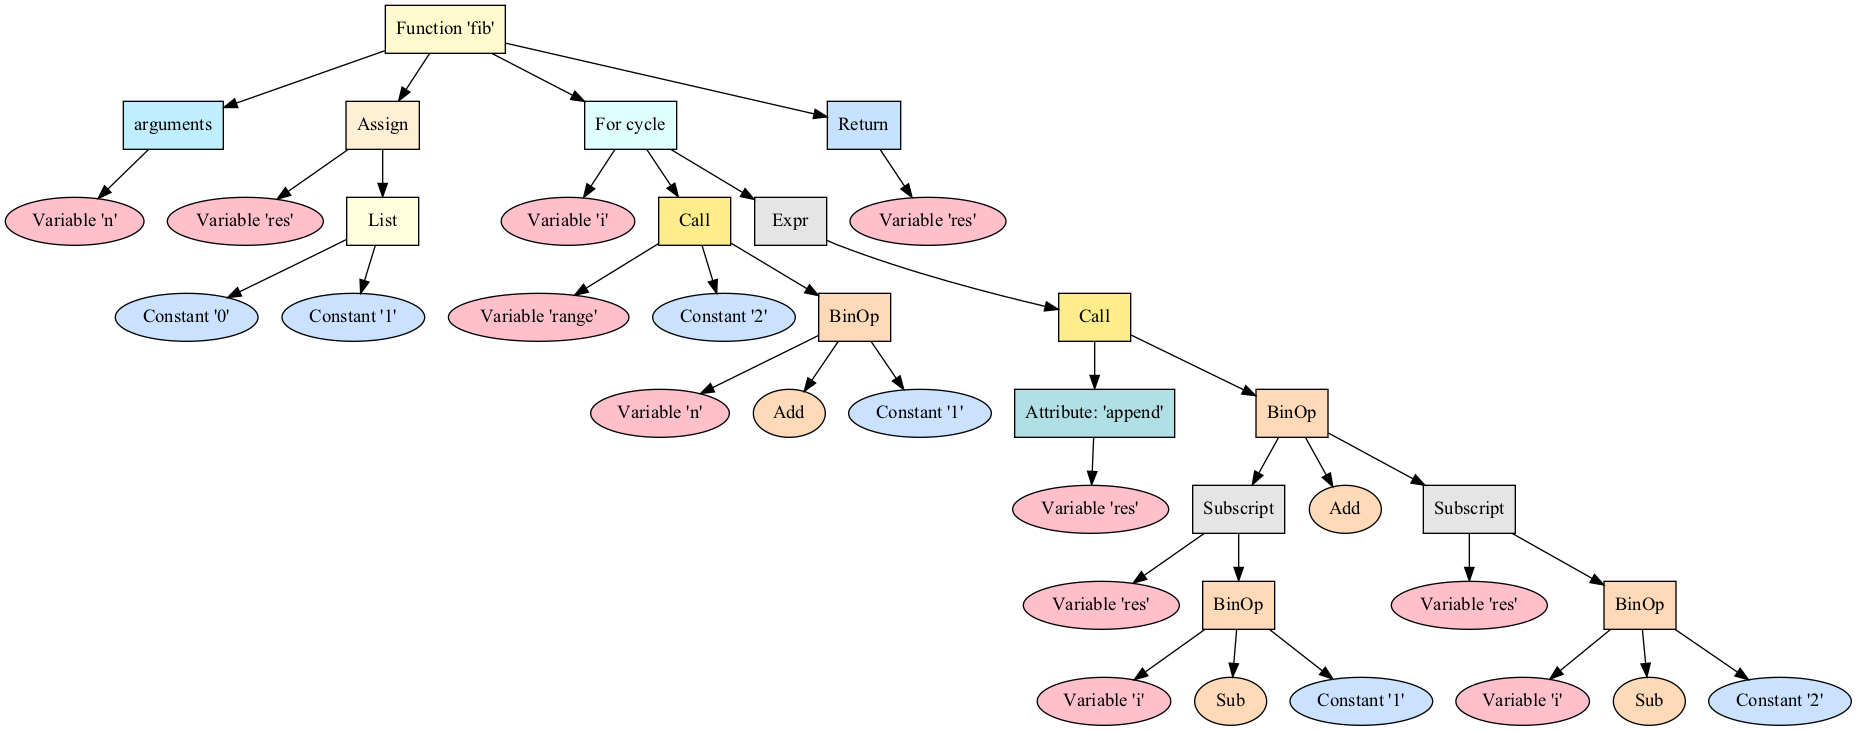 Function 'fib'
arguments
Assign
For cycle
Return
Variable 'n'
Variable 'res'
List
Variable 'i'
Call
Expr
Variable 'res'
Constant '0'
Constant '1'
Variable 'range'
Constant '2'
BinOp
Call
Variable 'n'
Add
Constant '1'
Attribute: 'append'
BinOp
Variable 'res'
Subscript
Add
Subscript
Variable 'res'
BinOp
Variable 'res'
BinOp
Variable 'i'
Sub
Constant '1'
Variable 'i'
Sub
Constant '2'